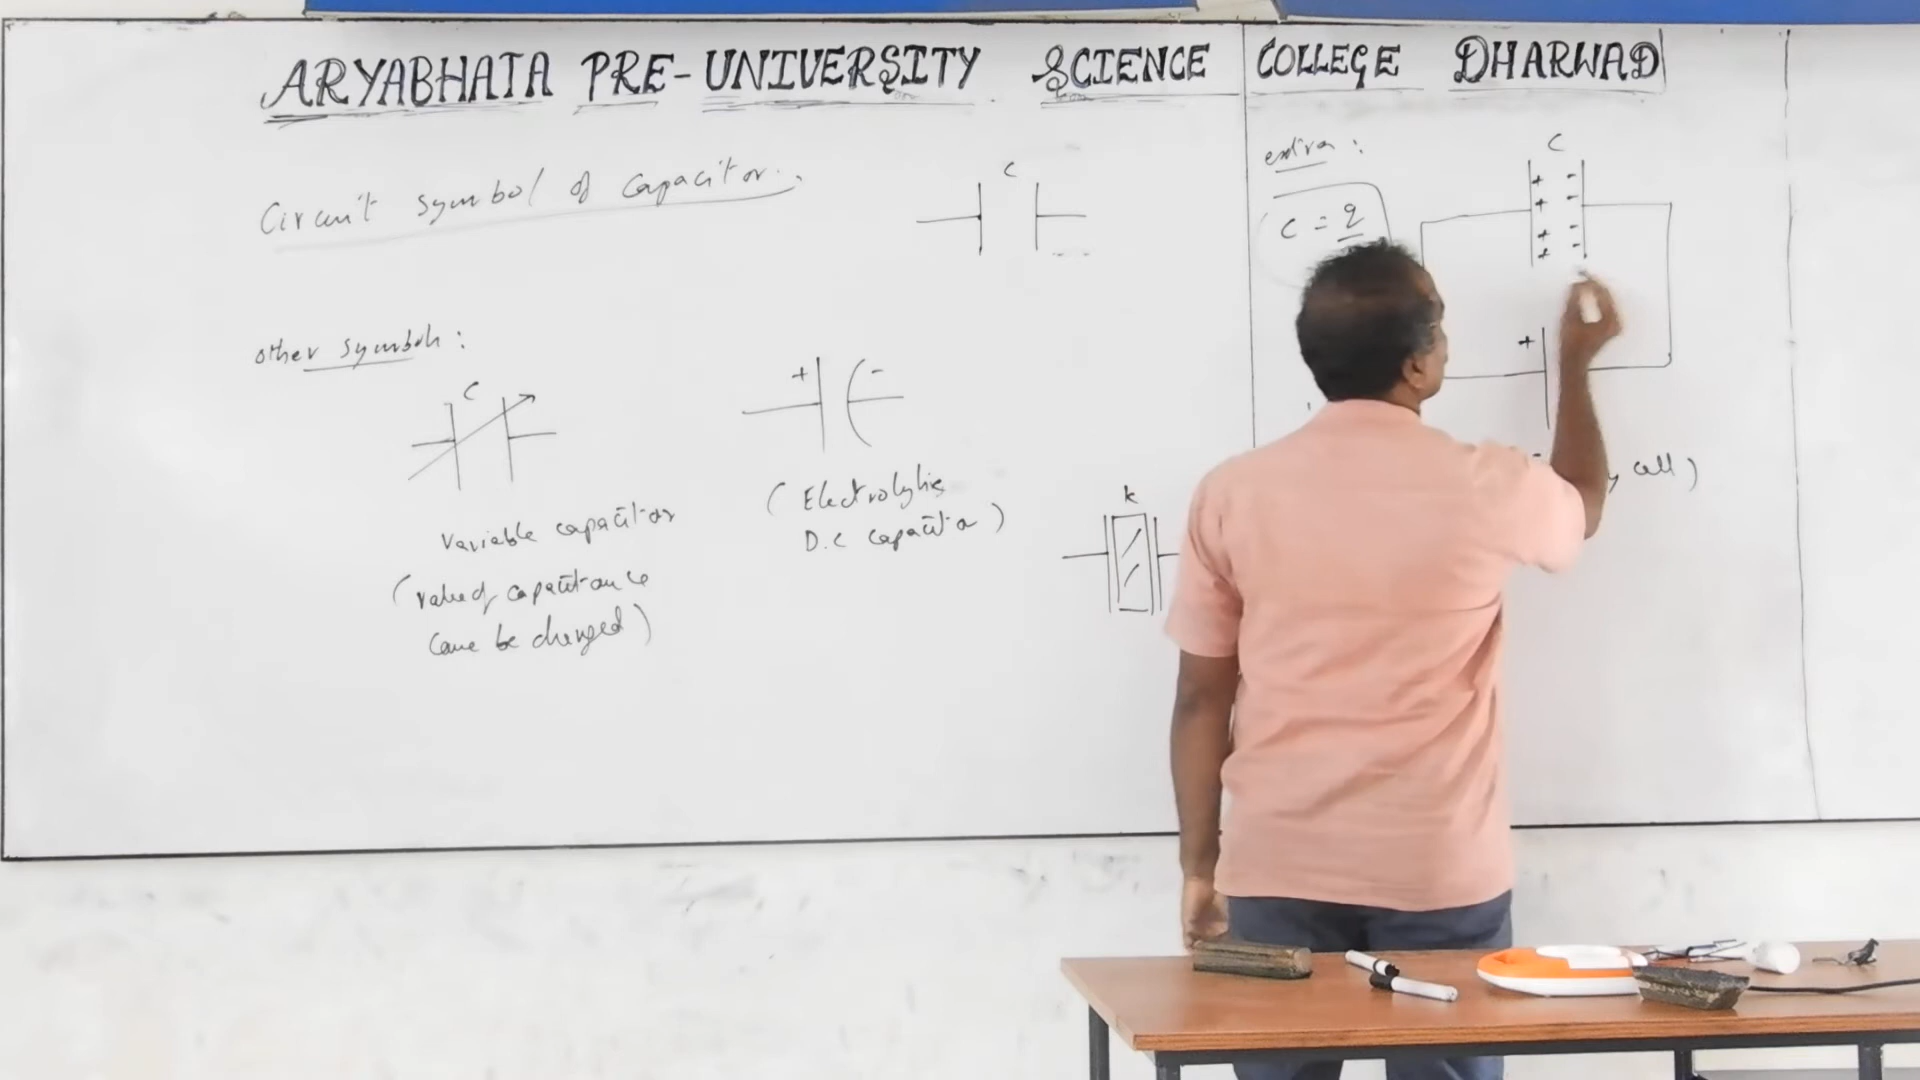 ARYABHATA PRE-UNIVERSITY SCIENCE COLLEGE DHARWAD
Circuit symbol of capacitor.
C
other symbols:
C
+ -
Variable capacitor
(value of capacitance
can be changed)
(Electrolytic
D.C capacitor)
k
extra:
C = q
C
+ -
+ -
+ -
+ -
+
cell)